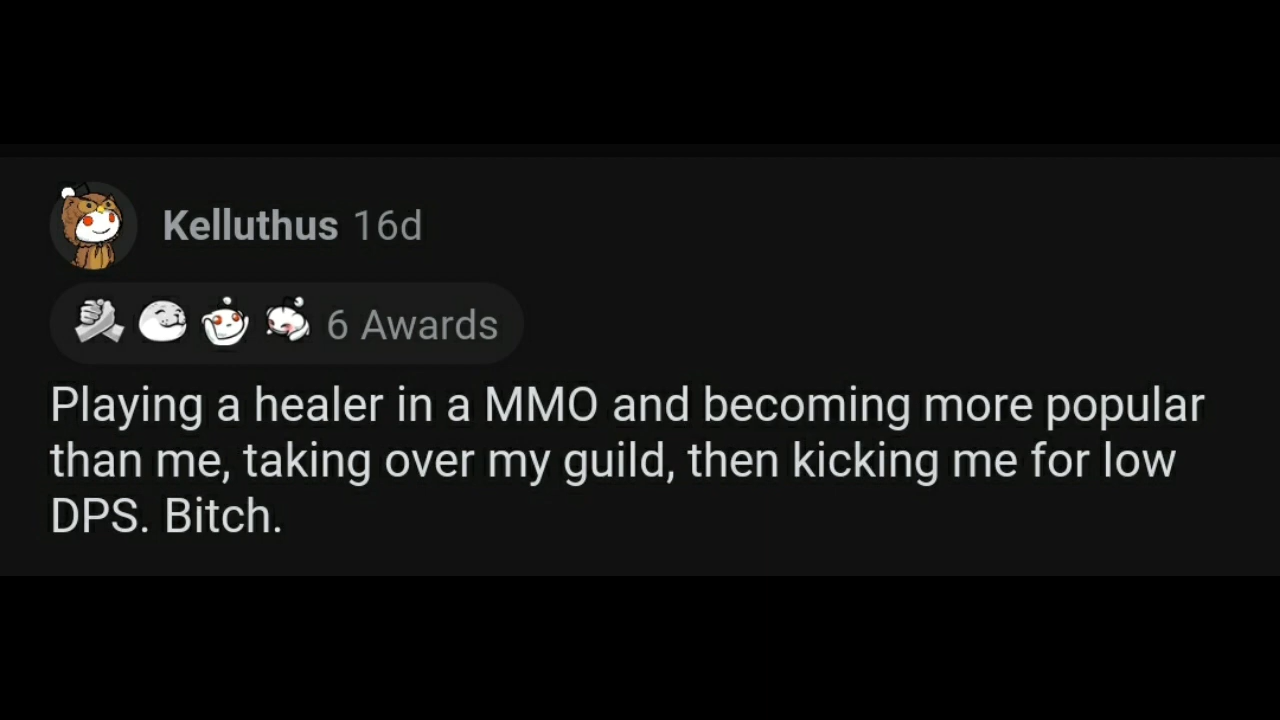 Kelluthus 16d
6 Awards
Playing a healer in a MMO and becoming more popular
than me, taking over my guild, then kicking me for low
DPS. Bitch.